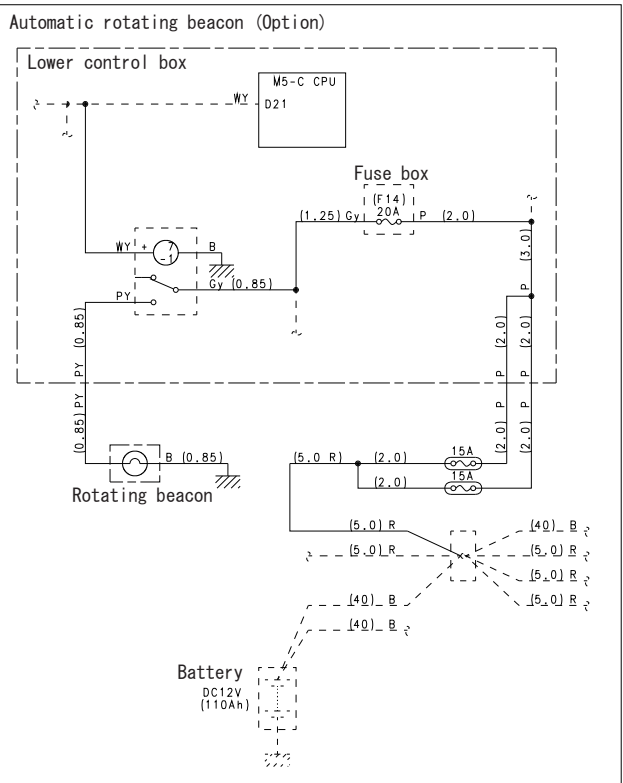 Automatic rotating beacon (Option)
Lower control box
M5-C CPU
WY
D21
Fuse box
(F14)
(1.25) Gy
20A
P (2.0)
(3.0)
WY
+
7
-1
B
Gy (0.85)
PY
P
(0.85)
(2.0)
(2.0)
PY
P
P
PY
P
P
(0.85)
(2.0)
(2.0)
B (0.85)
Rotating beacon
(5.0 R)
(2.0)
15A
(2.0)
15A
(5.0) R
(40) B
(5.0) R
(5.0) R
(5.0) R
(40) B
(5.0) R
(40) B
Battery
DC12V
(110Ah)